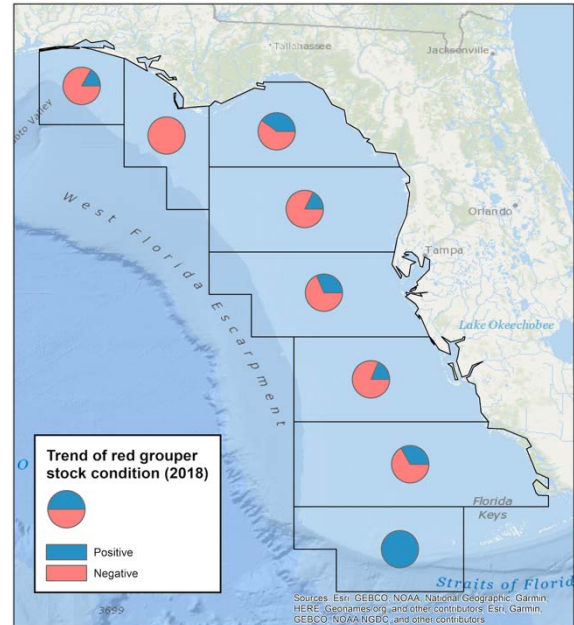 Tallahassee
Jacksonville
Orlando
Tampa
West Florida Escarpment
Lake Okeechobee
Trend of red grouper
stock condition (2018)
Positive
Negative
O
Florida
Keys
Straits of Florid
3699
Sources: Esri, GEBCO, NOAA, National Geographic, Garmin,
HERE, Geonames.org, and other contributors, Esri, Garmin,
GEBCO, NOAA NGDC, and other contributors